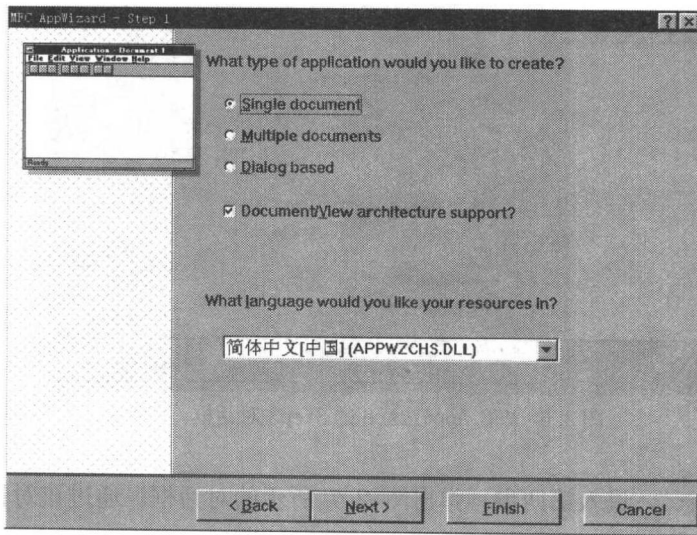 MFC AppWizard - Step 1
Application - Document 1
File Edit View Window Help
Ready
What type of application would you like to create?
Single document
Multiple documents
Dialog based
Document/View architecture support?
What language would you like your resources in?
简体中文[中国] (APPWZCHS.DLL)
< Back
Next >
Finish
Cancel